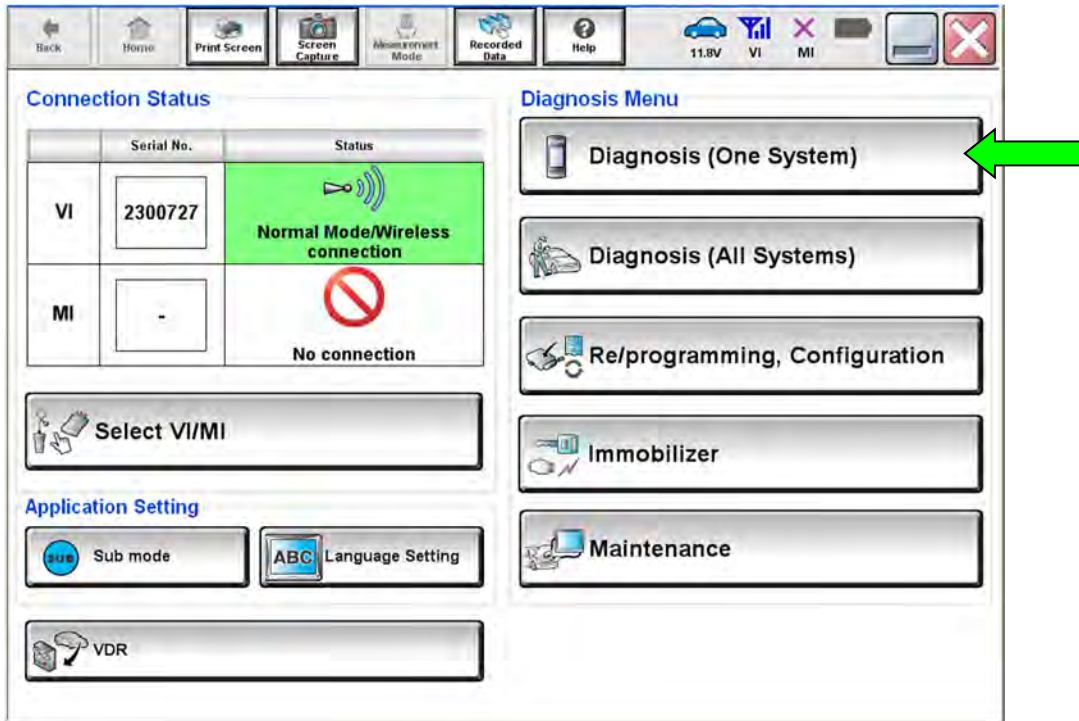 Back
Home
Print Screen
Screen
Capture
Measurement
Mode
Recorded
Data
Help
11.8V
VI
MI
Connection Status
Serial No.
Status
VI
2300727
Normal Mode/Wireless
connection
MI
-
No connection
Select VI/MI
Application Setting
SUB
Sub mode
ABC
Language Setting
VDR
Diagnosis Menu
Diagnosis (One System)
Diagnosis (All Systems)
Re/programming, Configuration
Immobilizer
Maintenance